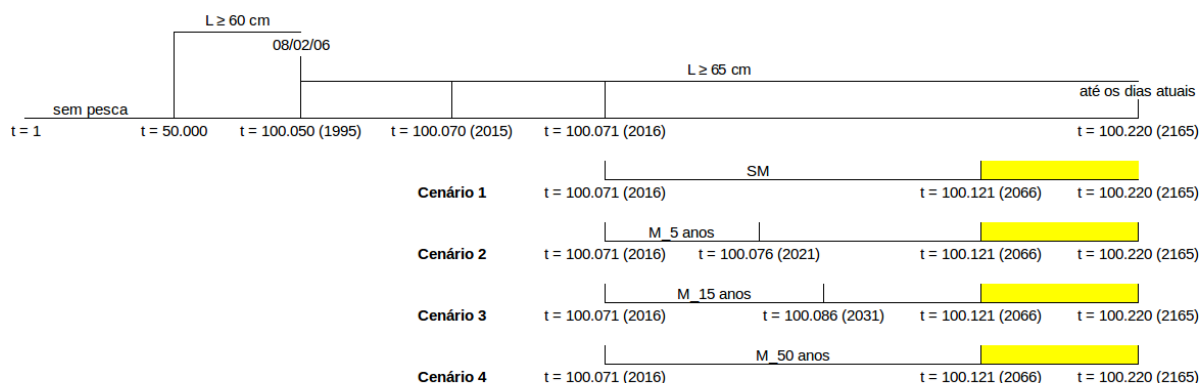 L ≥ 60 cm
08/02/06
L ≥ 65 cm
até os dias atuais
sem pesca
t = 1 t = 50.000 t = 100.050 (1995) t = 100.070 (2015) t = 100.071 (2016) t = 100.220 (2165)
SM
Cenário 1 t = 100.071 (2016) t = 100.121 (2066) t = 100.220 (2165)
M_5 anos
Cenário 2 t = 100.071 (2016) t = 100.076 (2021) t = 100.121 (2066) t = 100.220 (2165)
M_15 anos
Cenário 3 t = 100.071 (2016) t = 100.086 (2031) t = 100.121 (2066) t = 100.220 (2165)
M_50 anos
Cenário 4 t = 100.071 (2016) t = 100.121 (2066) t = 100.220 (2165)